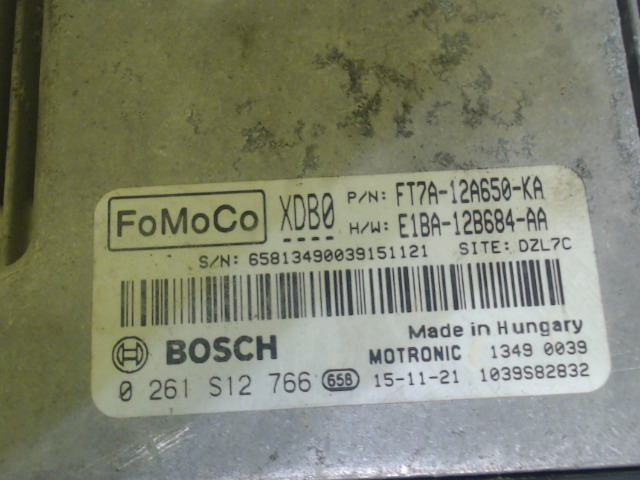 FoMoCo XDB0 P/N: FT7A-12A650-KA
H/W: E1BA-12B684-AA
S/N: 65813490039151121 SITE: DZL7C
Made in Hungary
BOSCH MOTRONIC 1349 0039
0 261 S12 766 658 15-11-21 1039S82832